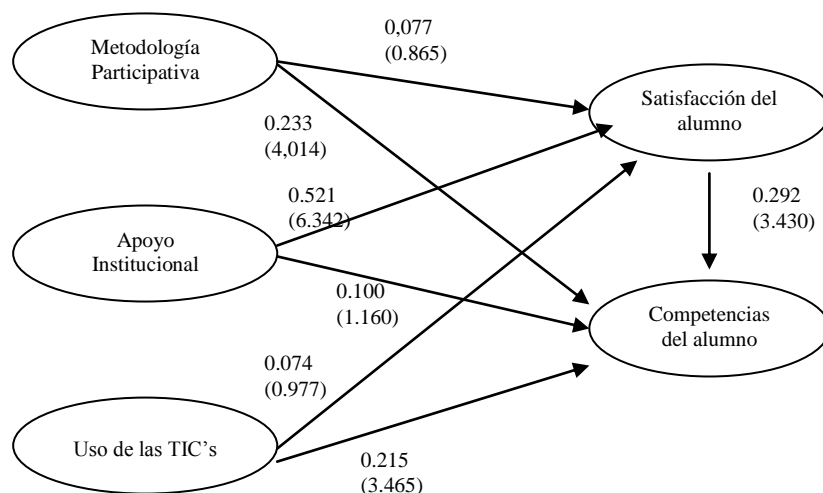 Metodología
Participativa
0,077
(0.865)
Satisfacción del
alumno
0.233
(4,014)
0.521
(6.342)
0.292
(3.430)
Apoyo
Institucional
0.100
(1.160)
Competencias
del alumno
0.074
(0.977)
Uso de las TIC’s
0.215
(3.465)